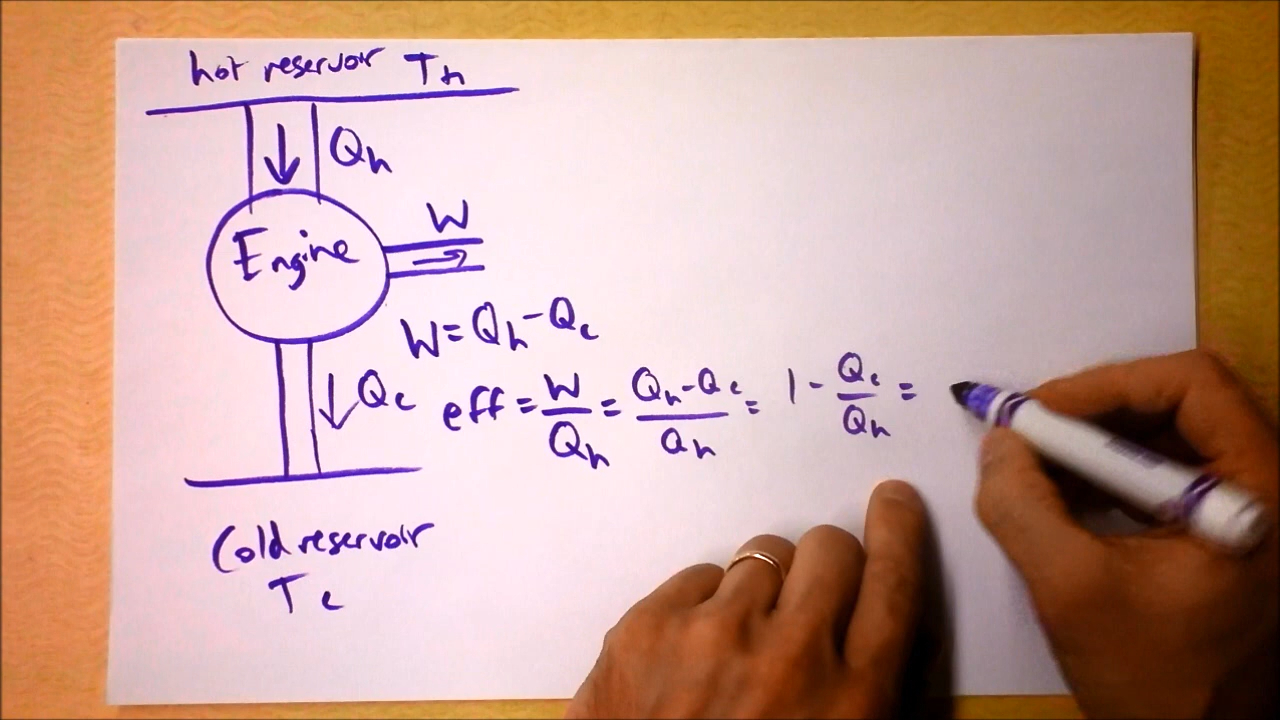 hot reservoir Th
Qh
W
Engine
W=Qh-Qc
Qc
eff = W/Qh = Qh-Qc/Qh = 1 - Qc/Qh =
Cold reservoir
Tc